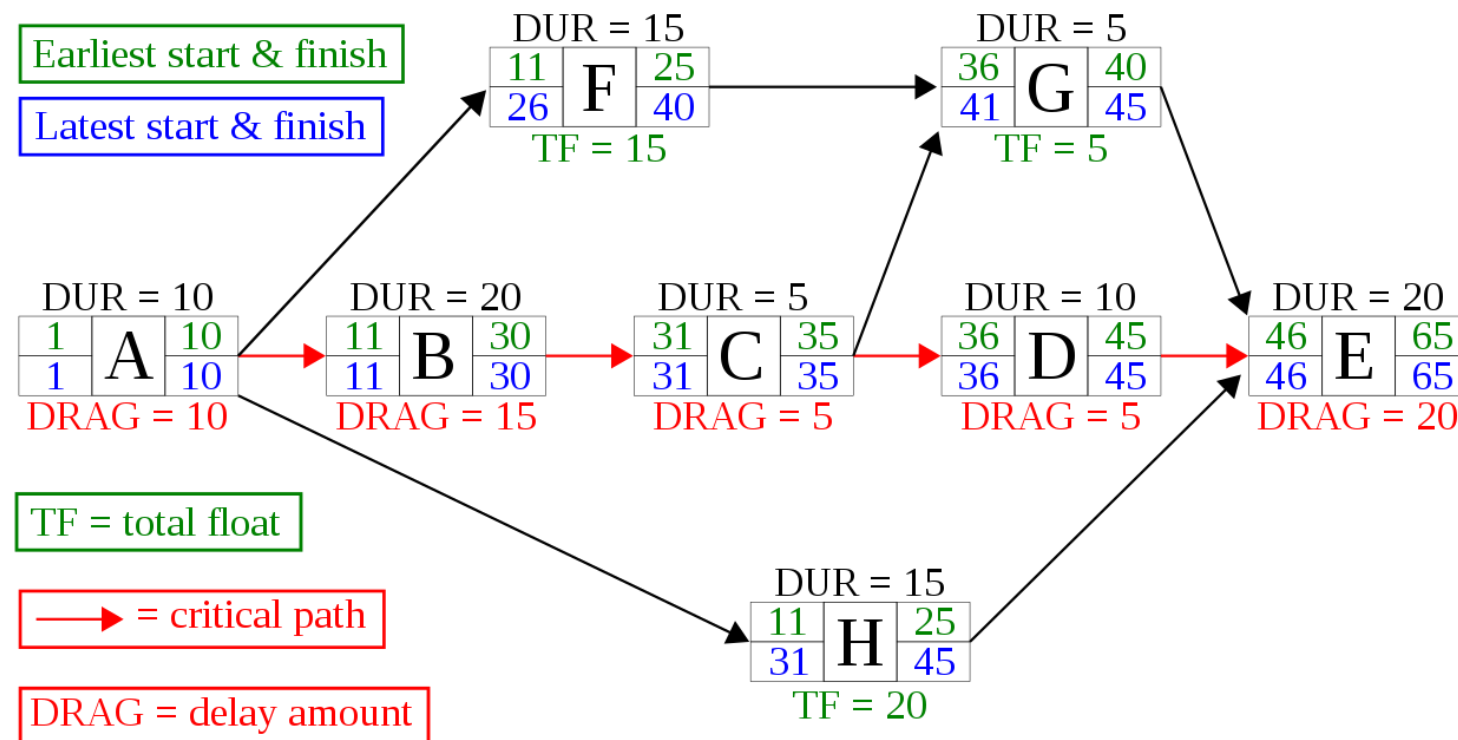 Earliest start & finish
Latest start & finish
DUR = 15
11 F 25
26 40
TF = 15
DUR = 5
36 G 40
41 45
TF = 5
DUR = 10
1 A 10
1 10
DRAG = 10
DUR = 20
11 B 30
11 30
DRAG = 15
DUR = 5
31 C 35
31 35
DRAG = 5
DUR = 10
36 D 45
36 45
DRAG = 5
DUR = 20
46 E 65
46 65
DRAG = 20
TF = total float
= critical path
DRAG = delay amount
DUR = 15
11 H 25
31 45
TF = 20